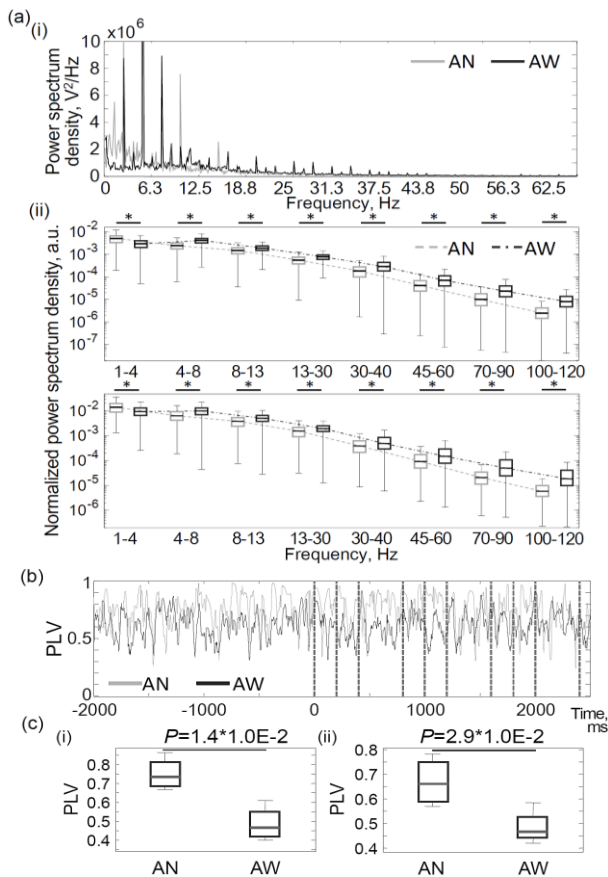 (a)
(i)
× 10⁶
Power spectrum
density, V²/Hz
10
8
6
4
2
0
AN AW
0 6.3 12.5 18.8 25 31.3 37.5 43.8 50 56.3 62.5
Frequency, Hz
(ii)
* * * * * * * *
Normalized power spectrum density, a.u.
10⁻²
10⁻³
10⁻⁴
10⁻⁵
10⁻⁶
10⁻⁷
AN AW
1-4 4-8 8-13 13-30 30-40 45-60 70-90 100-120
* * * * * * * *
10⁻²
10⁻³
10⁻⁴
10⁻⁵
10⁻⁶
1-4 4-8 8-13 13-30 30-40 45-60 70-90 100-120
Frequency, Hz
(b)
PLV
1
0.5
0
AN AW
-2000 -1000 0 1000 2000 Time,
ms
(c)
(i)
P=1.4*1.0E-2
PLV
0.8
0.7
0.6
0.5
0.4
AN AW
(ii)
P=2.9*1.0E-2
PLV
0.8
0.7
0.6
0.5
0.4
AN AW